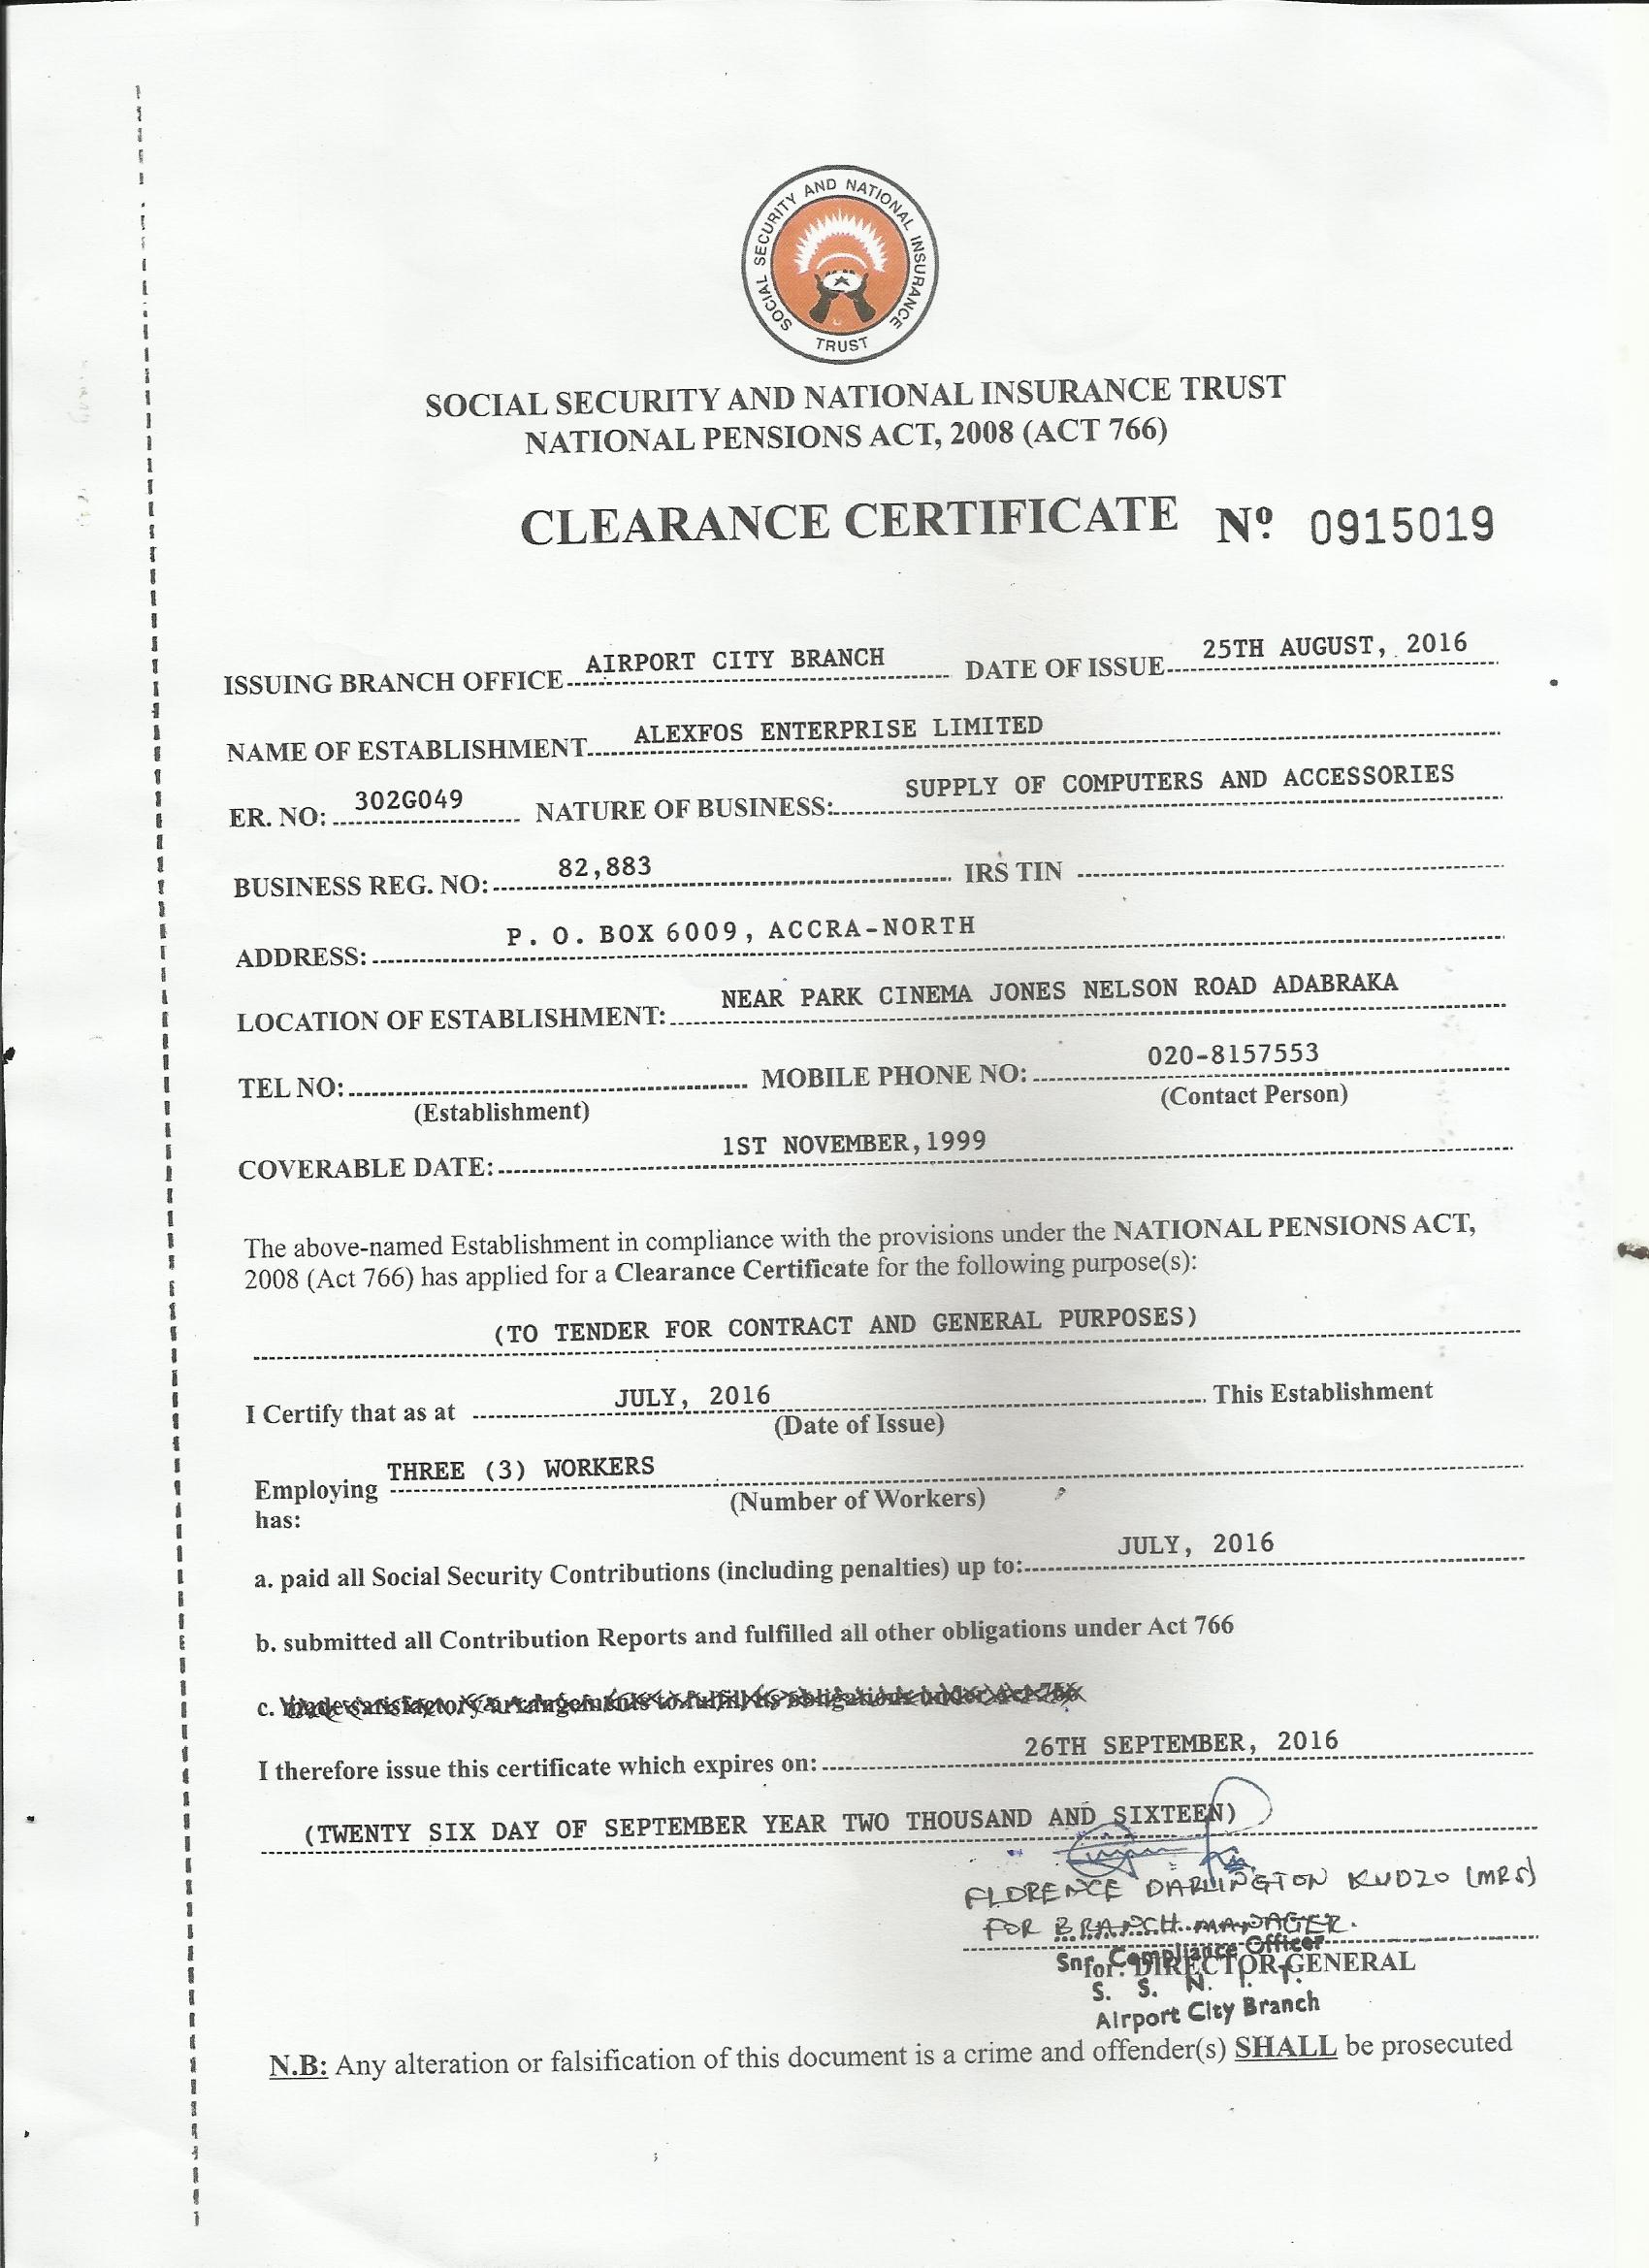 SOCIAL SECURITY AND NATIONAL INSURANCE TRUST
SOCIAL SECURITY AND NATIONAL INSURANCE TRUST
NATIONAL PENSIONS ACT, 2008 (ACT 766)
CLEARANCE CERTIFICATE Nº 0915019
ISSUING BRANCH OFFICE AIRPORT CITY BRANCH DATE OF ISSUE 25TH AUGUST, 2016
NAME OF ESTABLISHMENT ALEXFOS ENTERPRISE LIMITED
ER. NO: 302G049 NATURE OF BUSINESS: SUPPLY OF COMPUTERS AND ACCESSORIES
BUSINESS REG. NO: 82,883 IRS TIN
ADDRESS: P. O. BOX 6009, ACCRA-NORTH
LOCATION OF ESTABLISHMENT: NEAR PARK CINEMA JONES NELSON ROAD ADABRAKA
TEL NO: MOBILE PHONE NO: 020-8157553
(Establishment) (Contact Person)
COVERABLE DATE: 1ST NOVEMBER,1999
The above-named Establishment in compliance with the provisions under the NATIONAL PENSIONS ACT,
2008 (Act 766) has applied for a Clearance Certificate for the following purpose(s):
(TO TENDER FOR CONTRACT AND GENERAL PURPOSES)
I Certify that as at JULY, 2016 This Establishment
(Date of Issue)
Employing THREE (3) WORKERS
(Number of Workers)
has:
a. paid all Social Security Contributions (including penalties) up to: JULY, 2016
b. submitted all Contribution Reports and fulfilled all other obligations under Act 766
c. made satisfactory arrangements to fulfill its obligations under Act 766
I therefore issue this certificate which expires on: 26TH SEPTEMBER, 2016
(TWENTY SIX DAY OF SEPTEMBER YEAR TWO THOUSAND AND SIXTEEN)
FLORENCE DARLINGTON KUDZO (MRS)
FOR BRANCH MANAGER.
Sn. Compliance Officer
for: DIRECTOR-GENERAL
S. S. N. I. T.
Airport City Branch
N.B: Any alteration or falsification of this document is a crime and offender(s) SHALL be prosecuted